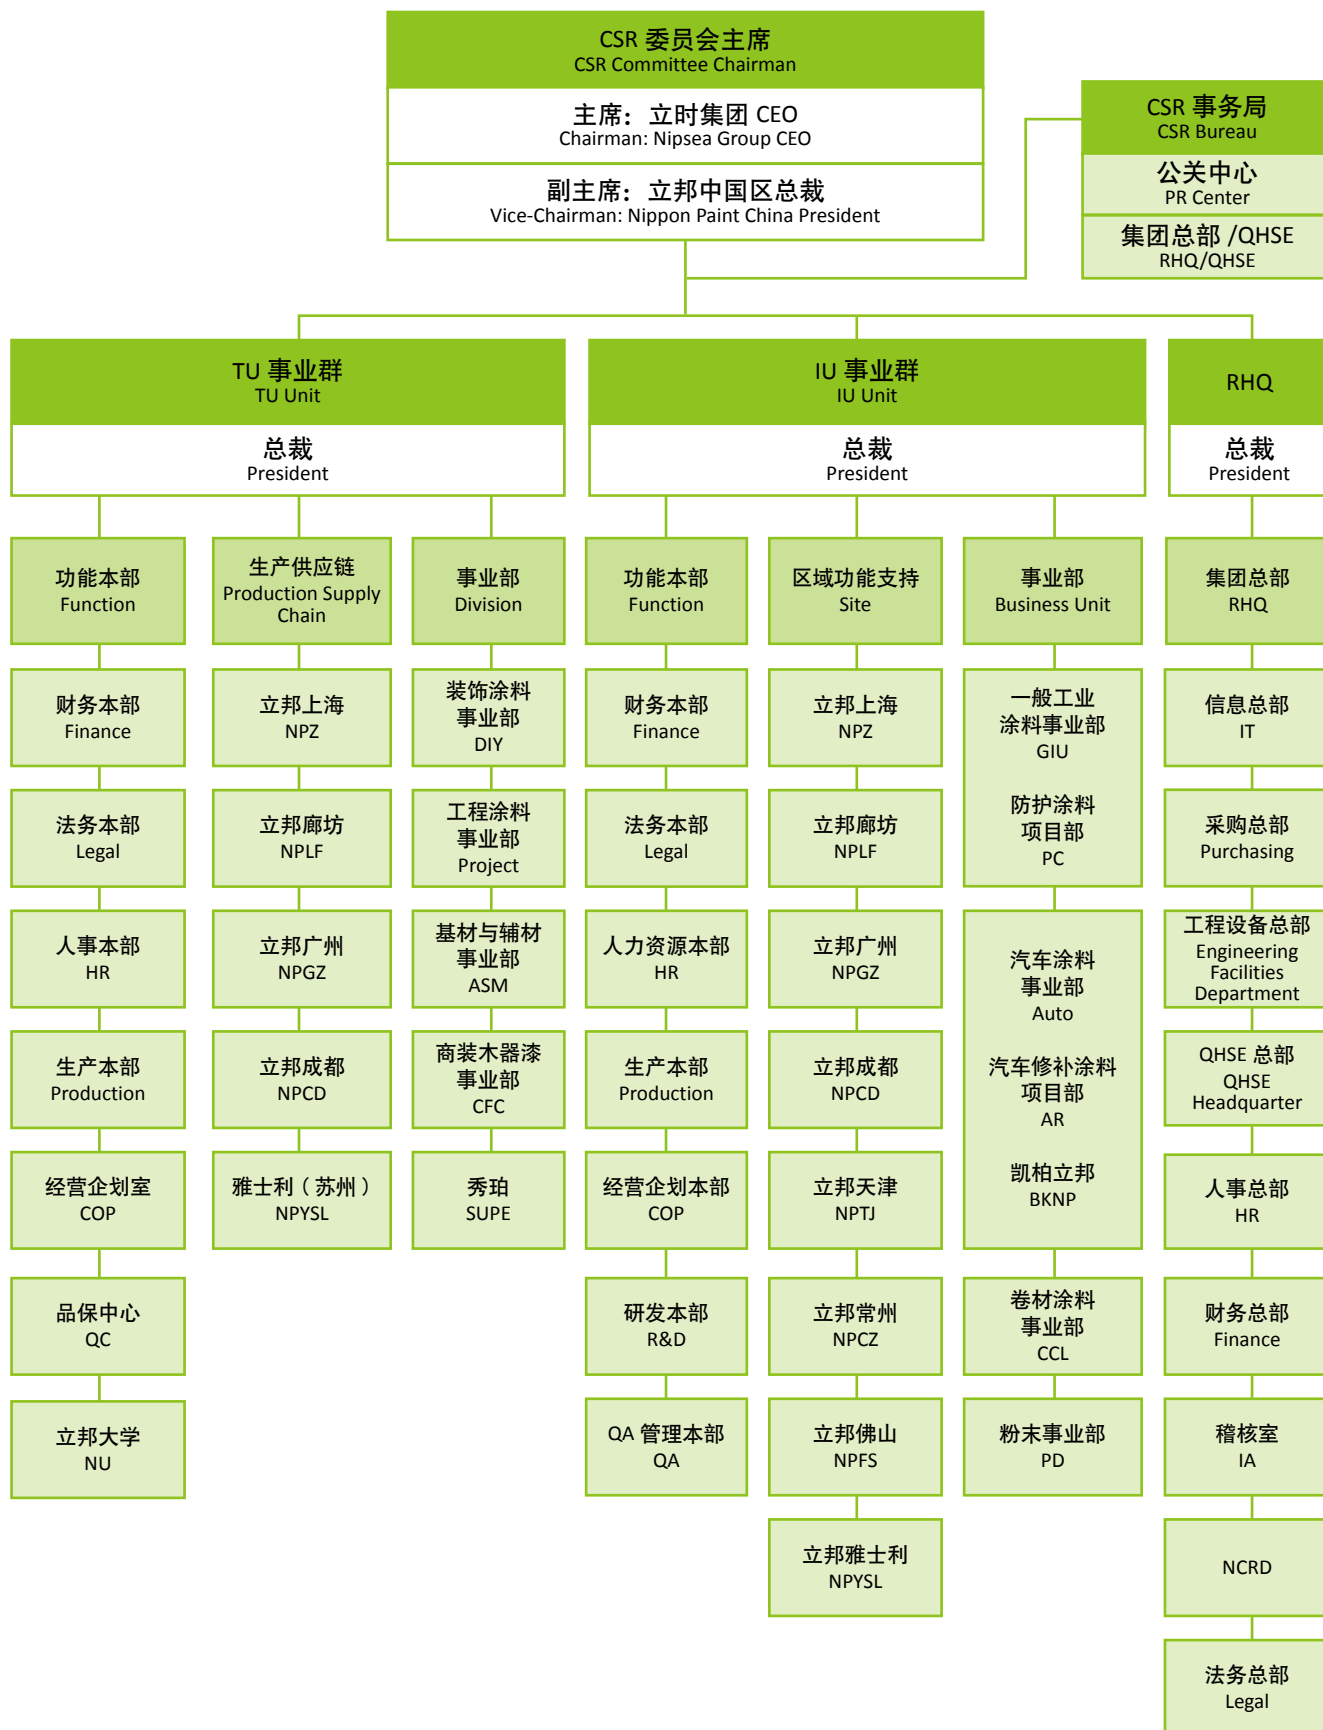 CSR 委员会主席
CSR Committee Chairman
主席：立时集团 CEO
Chairman: Nipsea Group CEO
副主席：立邦中国区总裁
Vice-Chairman: Nippon Paint China President
CSR 事务局
CSR Bureau
公关中心
PR Center
集团总部 /QHSE
RHQ/QHSE
TU 事业群
TU Unit
总裁
President
IU 事业群
IU Unit
总裁
President
RHQ
总裁
President
功能本部
Function
财务本部
Finance
法务本部
Legal
人事本部
HR
生产本部
Production
经营企划室
COP
品保中心
QC
立邦大学
NU
生产供应链
Production Supply
Chain
立邦上海
NPZ
立邦廊坊
NPLF
立邦广州
NPGZ
立邦成都
NPCD
雅士利（苏州）
NPYSL
事业部
Division
装饰涂料
事业部
DIY
工程涂料
事业部
Project
基材与辅材
事业部
ASM
商装木器漆
事业部
CFC
秀珀
SUPE
功能本部
Function
财务本部
Finance
法务本部
Legal
人力资源本部
HR
生产本部
Production
经营企划本部
COP
研发本部
R&D
QA 管理本部
QA
区域功能支持
Site
立邦上海
NPZ
立邦廊坊
NPLF
立邦广州
NPGZ
立邦成都
NPCD
立邦天津
NPTJ
立邦常州
NPCZ
立邦佛山
NPFS
立邦雅士利
NPYSL
事业部
Business Unit
一般工业
涂料事业部
GIU
防护涂料
项目部
PC
汽车涂料
事业部
Auto
汽车修补涂料
项目部
AR
凯柏立邦
BKNP
卷材涂料
事业部
CCL
粉末事业部
PD
集团总部
RHQ
信息总部
IT
采购总部
Purchasing
工程设备总部
Engineering
Facilities
Department
QHSE 总部
QHSE
Headquarter
人事总部
HR
财务总部
Finance
稽核室
IA
NCRD
法务总部
Legal